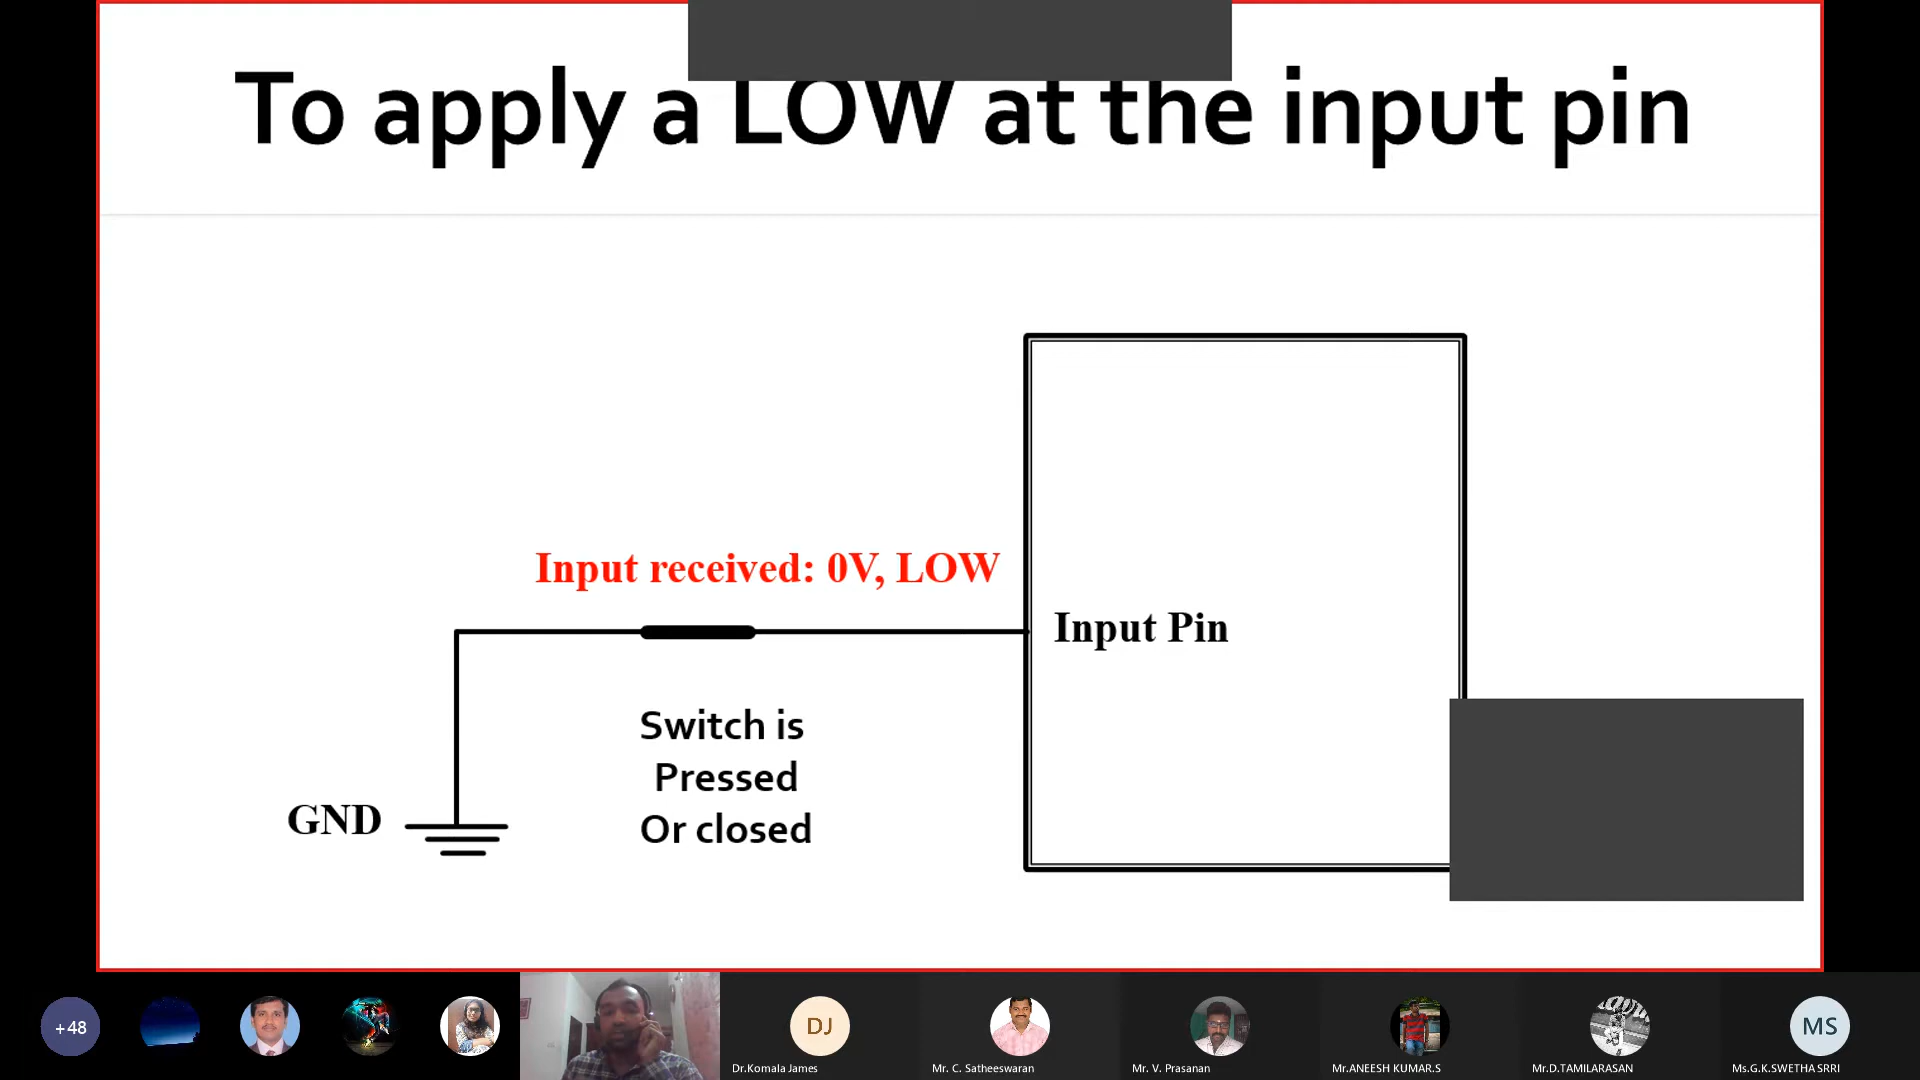 To apply a LOW at the input pin
Input received: 0V, LOW
Input Pin
Switch is
Pressed
Or closed
GND
+48
DJ
MS
Dr.Komala James
Mr. C. Satheeswaran
Mr. V. Prasanan
Mr.ANEESH KUMAR.S
Mr.D.TAMILARASAN
Ms.G.K.SWETHA SRRI